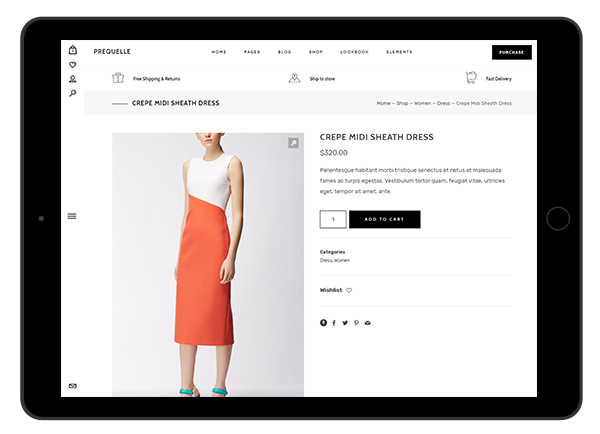 PREQUELLE
HOME PAGES BLOG SHOP LOOKBOOK ELEMENTS
PURCHASE
Free Shipping & Returns
Ship to store
Fast Delivery
CREPE MIDI SHEATH DRESS
Home – Shop – Women – Dress – Crepe Midi Sheath Dress
CREPE MIDI SHEATH DRESS
$320.00
Pellentesque habitant morbi tristique senectus et netus et malesuada
fames ac turpis egestas. Vestibulum tortor quam, feugiat vitae, ultricies
eget, tempor sit amet, ante.
1
ADD TO CART
Categories
Dress, Women
Wishlist